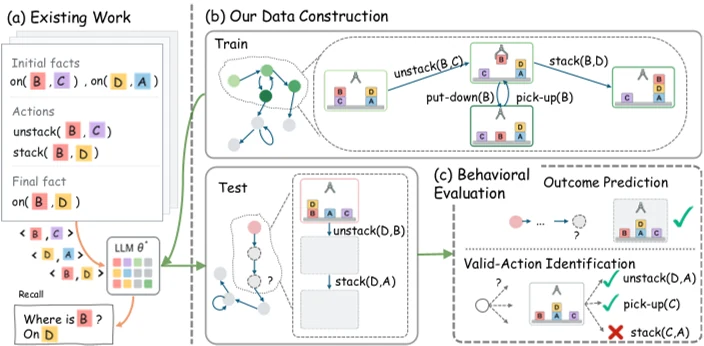 (a) Existing Work
Initial facts
on( B , C ) , on( D , A )
Actions
unstack( B , C )
stack( B , D )
Final fact
on( B , D )
< B , C >
< D , A >
< B , D >
LLM θ*
Recall
Where is B ?
On D
(b) Our Data Construction
Train
B D
C A
unstack(B,C)
B
D
C A
stack(B,D)
B
D
C A
put-down(B)
pick-up(B)
D
C B A
Test
?
D
B A C
unstack(D,B)
stack(D,A)
(c) Behavioral
Evaluation
Outcome Prediction
...
?
D
B A C
Valid-Action Identification
?
D
B A C
unstack(D,A)
pick-up(C)
stack(C,A)